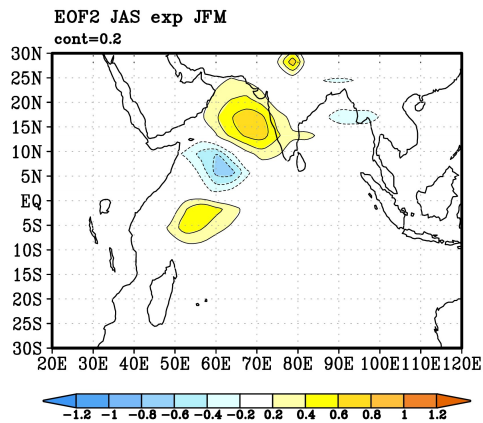 EOF2 JAS exp JFM
cont=0.2
30N
25N
20N
15N
10N
5N
EQ
5S
10S
15S
20S
25S
30S
20E 30E 40E 50E 60E 70E 80E 90E 100E 110E 120E
-1.2 -1 -0.8 -0.6 -0.4 -0.2 0.2 0.4 0.6 0.8 1 1.2